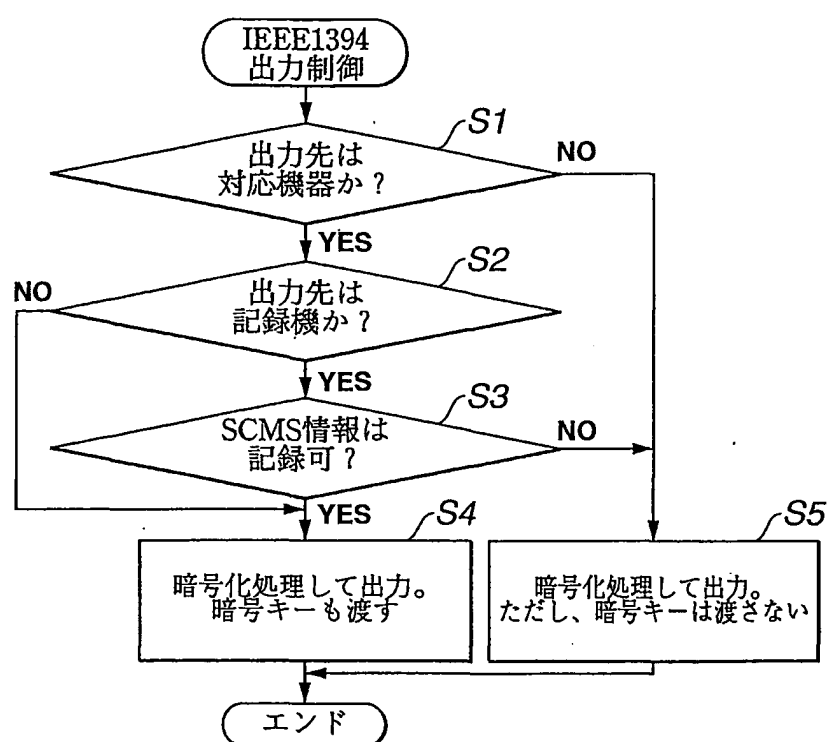 IEEE1394
出力制御
S1
出力先は
対応機器か？
NO
YES
S2
NO
出力先は
記録機か？
YES
S3
SCMS情報は
記録可？
NO
YES
S4
暗号化処理して出力。
暗号キーも渡す
S5
暗号化処理して出力。
ただし、暗号キーは渡さない
エンド